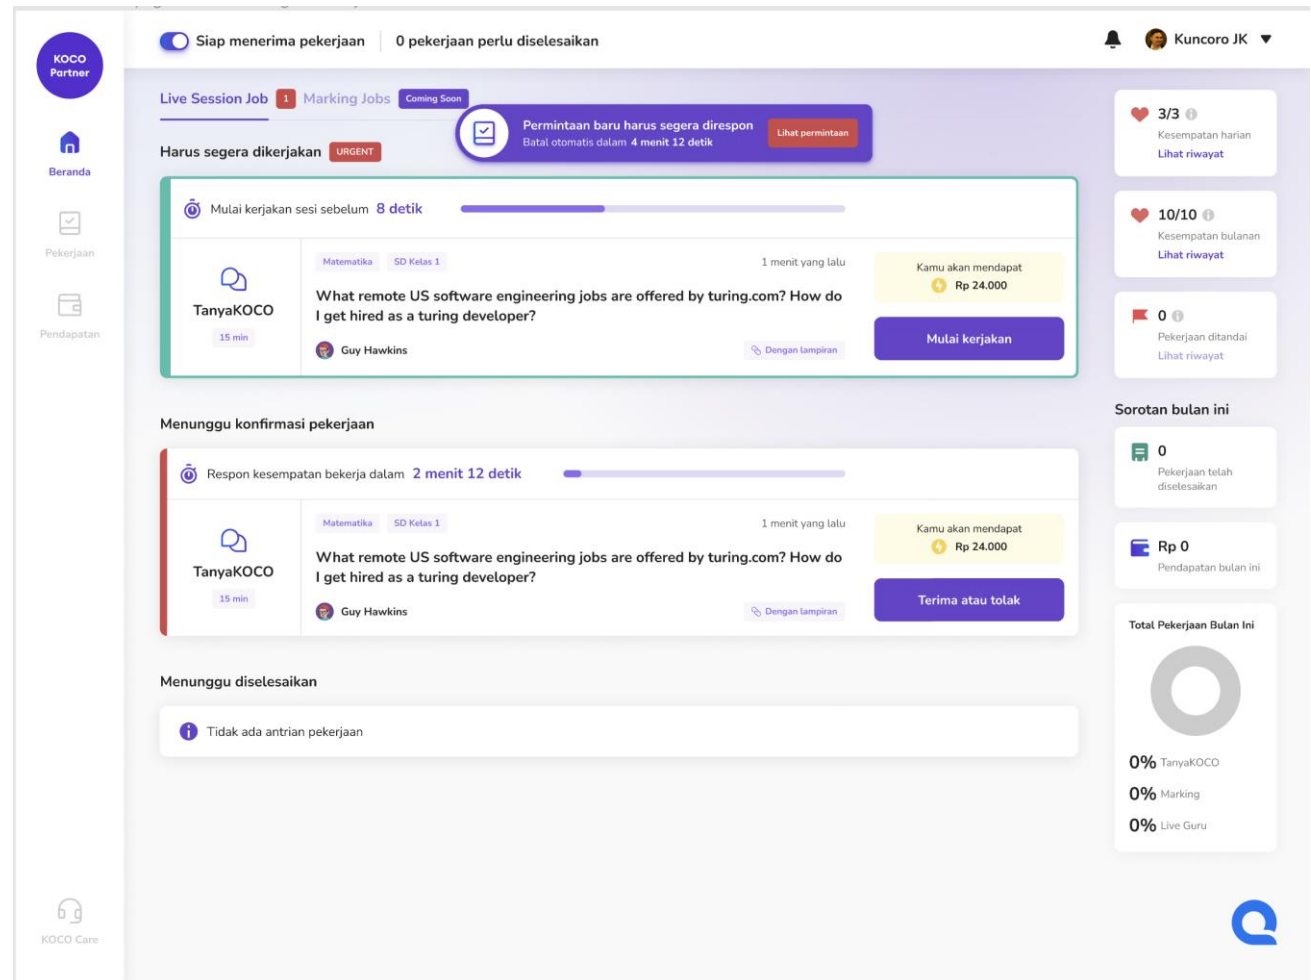 KOCO
Partner
Siap menerima pekerjaan
0 pekerjaan perlu diselesaikan
Kuncoro JK
Beranda
Pekerjaan
Pendapatan
KOCO Care
Live Session Job 1 Marking Jobs Coming Soon
Permintaan baru harus segera direspon
Batal otomatis dalam 4 menit 12 detik
Lihat permintaan
Harus segera dikerjakan URGENT
Mulai kerjakan sesi sebelum 8 detik
TanyaKOCO
15 min
Matematika SD Kelas 1 1 menit yang lalu
What remote US software engineering jobs are offered by turing.com? How do
I get hired as a turing developer?
Guy Hawkins
Dengan lampiran
Kamu akan mendapat
Rp 24.000
Mulai kerjakan
Menunggu konfirmasi pekerjaan
Respon kesempatan bekerja dalam 2 menit 12 detik
TanyaKOCO
15 min
Matematika SD Kelas 1 1 menit yang lalu
What remote US software engineering jobs are offered by turing.com? How do
I get hired as a turing developer?
Guy Hawkins
Dengan lampiran
Kamu akan mendapat
Rp 24.000
Terima atau tolak
Menunggu diselesaikan
Tidak ada antrian pekerjaan
3/3
Kesempatan harian
Lihat riwayat
10/10
Kesempatan bulanan
Lihat riwayat
0
Pekerjaan ditandai
Lihat riwayat
Sorotan bulan ini
0
Pekerjaan telah
diselesaikan
Rp 0
Pendapatan bulan ini
Total Pekerjaan Bulan Ini
0% TanyaKOCO
0% Marking
0% Live Guru